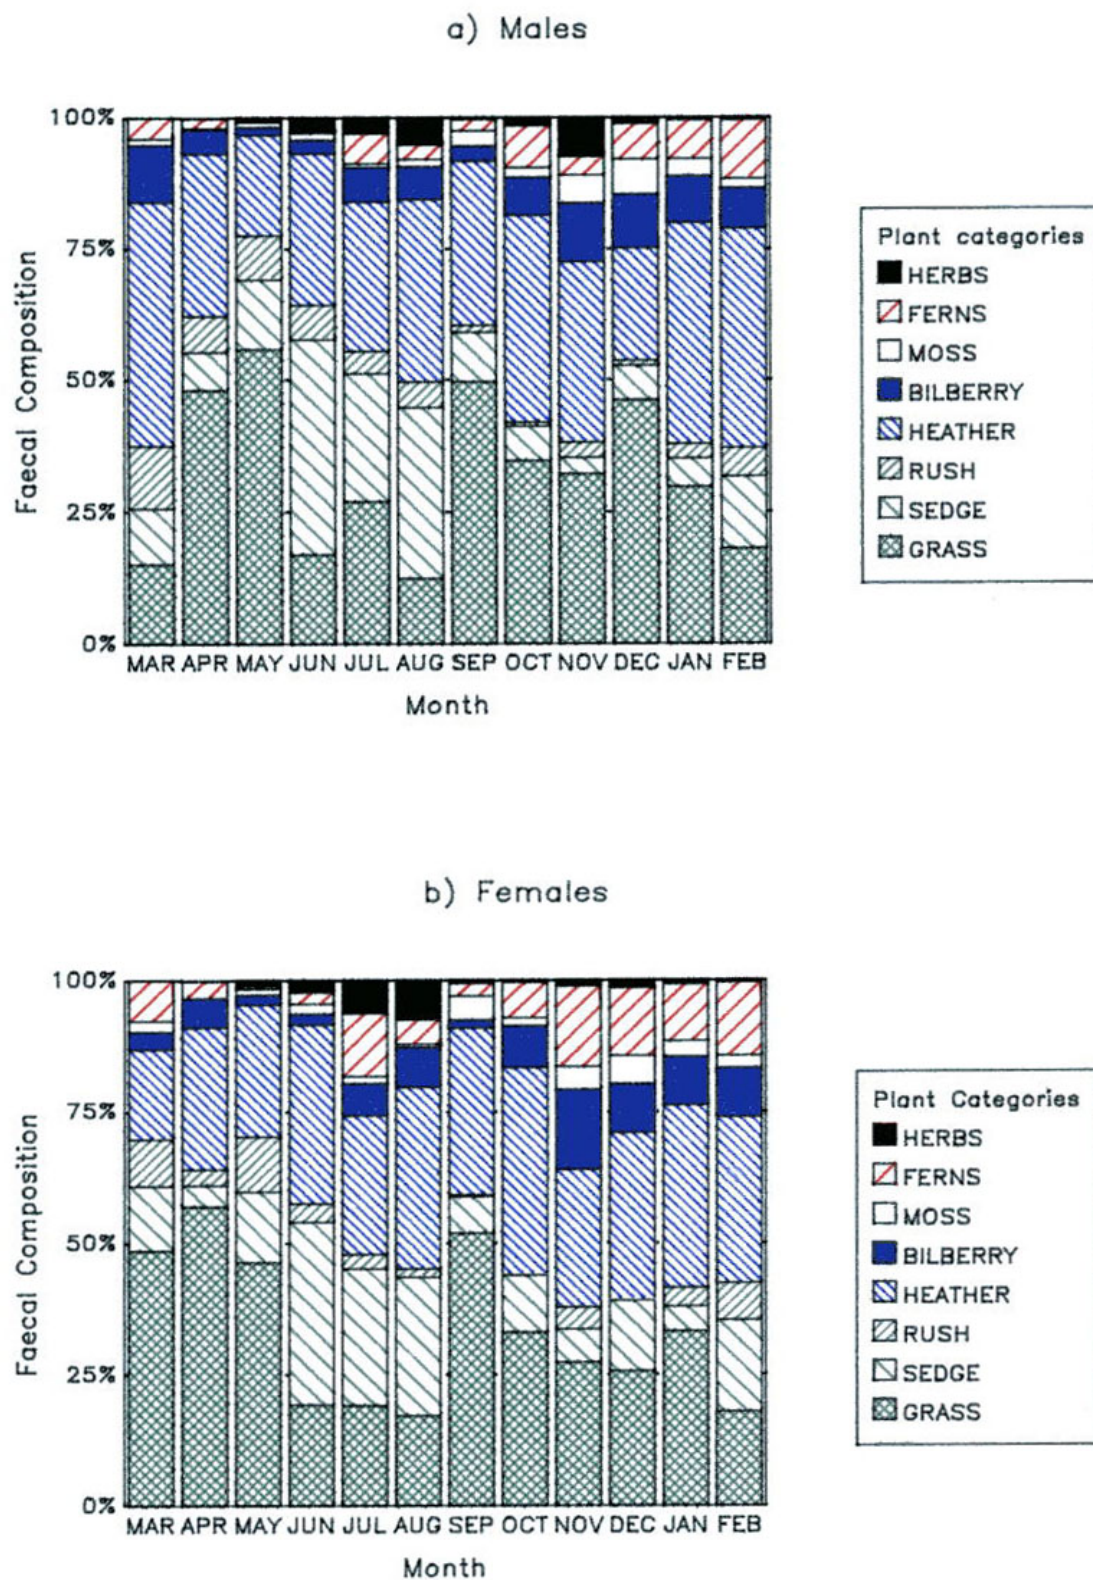 a) Males
100%
75%
50%
25%
0%
Faecal Composition
MAR APR MAY JUN JUL AUG SEP OCT NOV DEC JAN FEB
Month
Plant categories
HERBS
FERNS
MOSS
BILBERRY
HEATHER
RUSH
SEDGE
GRASS
b) Females
100%
75%
50%
25%
0%
Faecal Composition
MAR APR MAY JUN JUL AUG SEP OCT NOV DEC JAN FEB
Month
Plant Categories
HERBS
FERNS
MOSS
BILBERRY
HEATHER
RUSH
SEDGE
GRASS